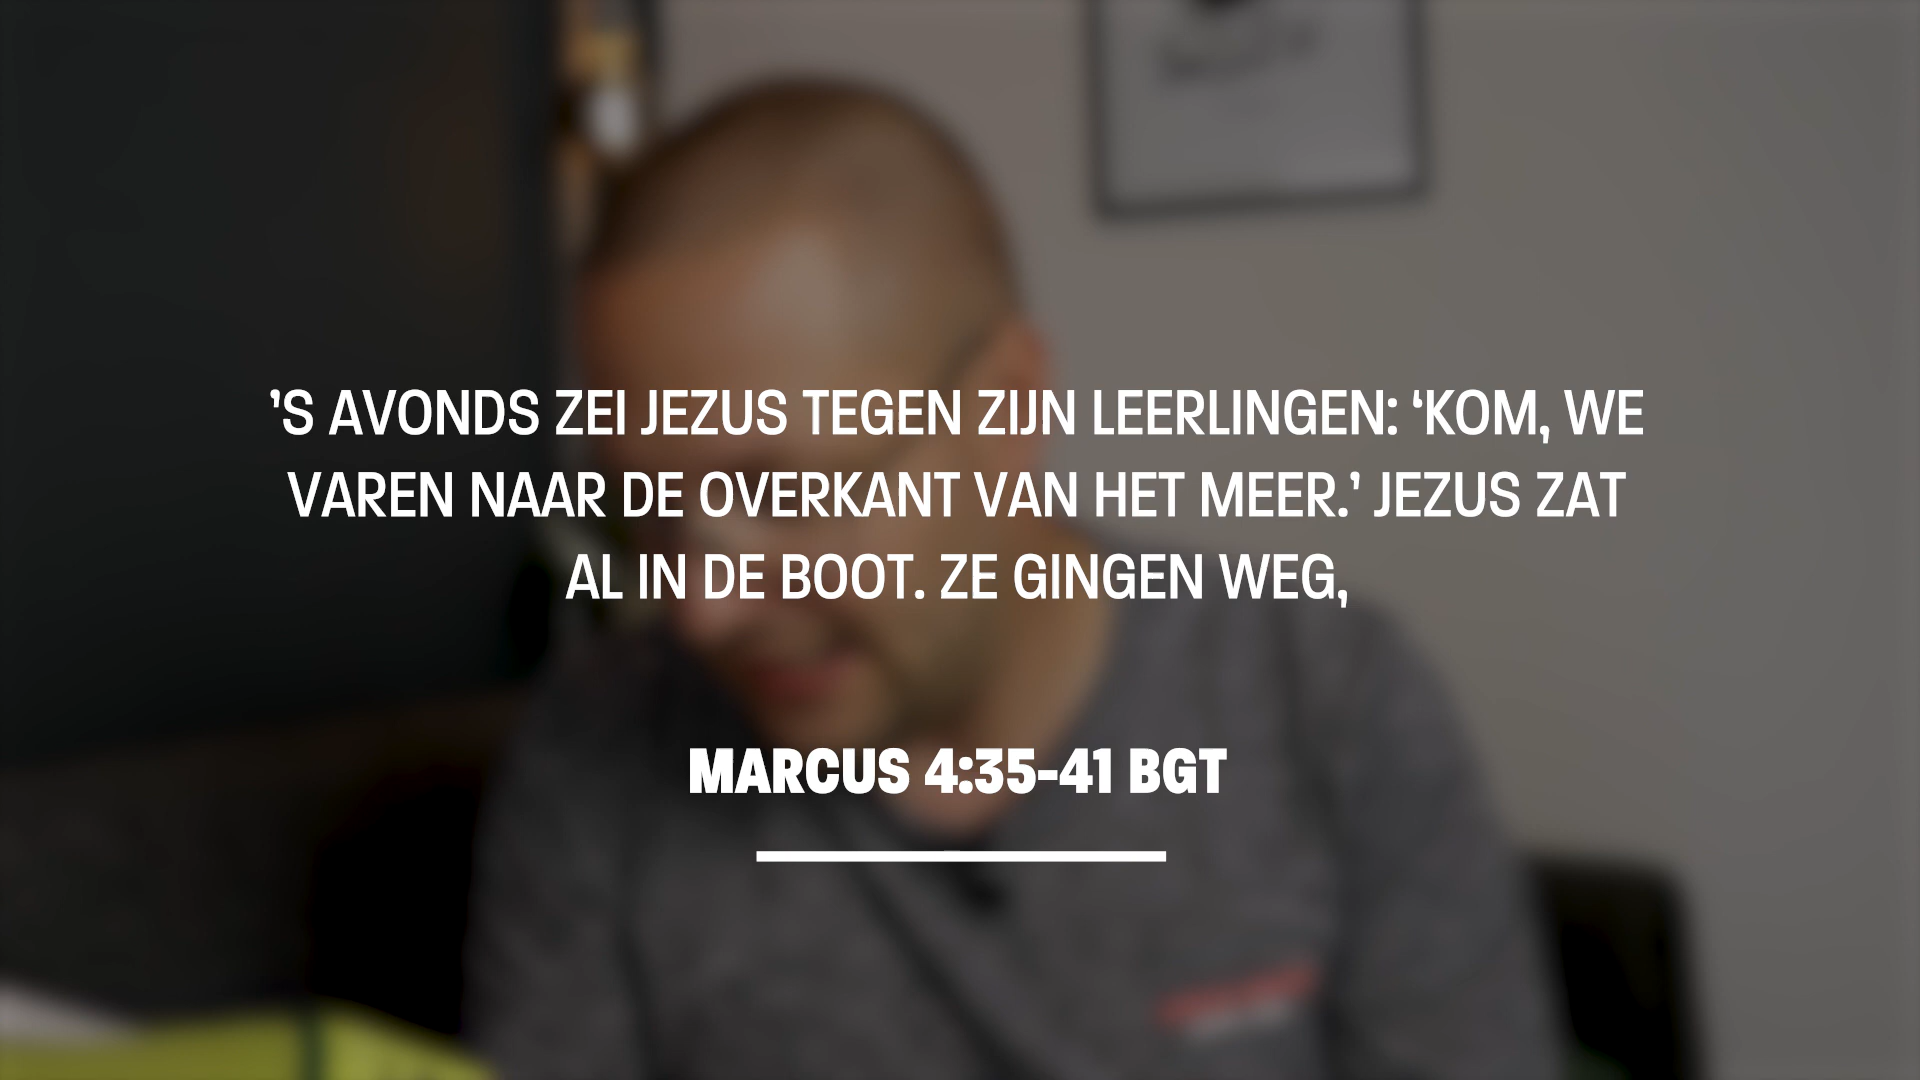 ’S AVONDS ZEI JEZUS TEGEN ZIJN LEERLINGEN: ‘KOM, WE
VAREN NAAR DE OVERKANT VAN HET MEER.’ JEZUS ZAT
AL IN DE BOOT. ZE GINGEN WEG,
MARCUS 4:35-41 BGT